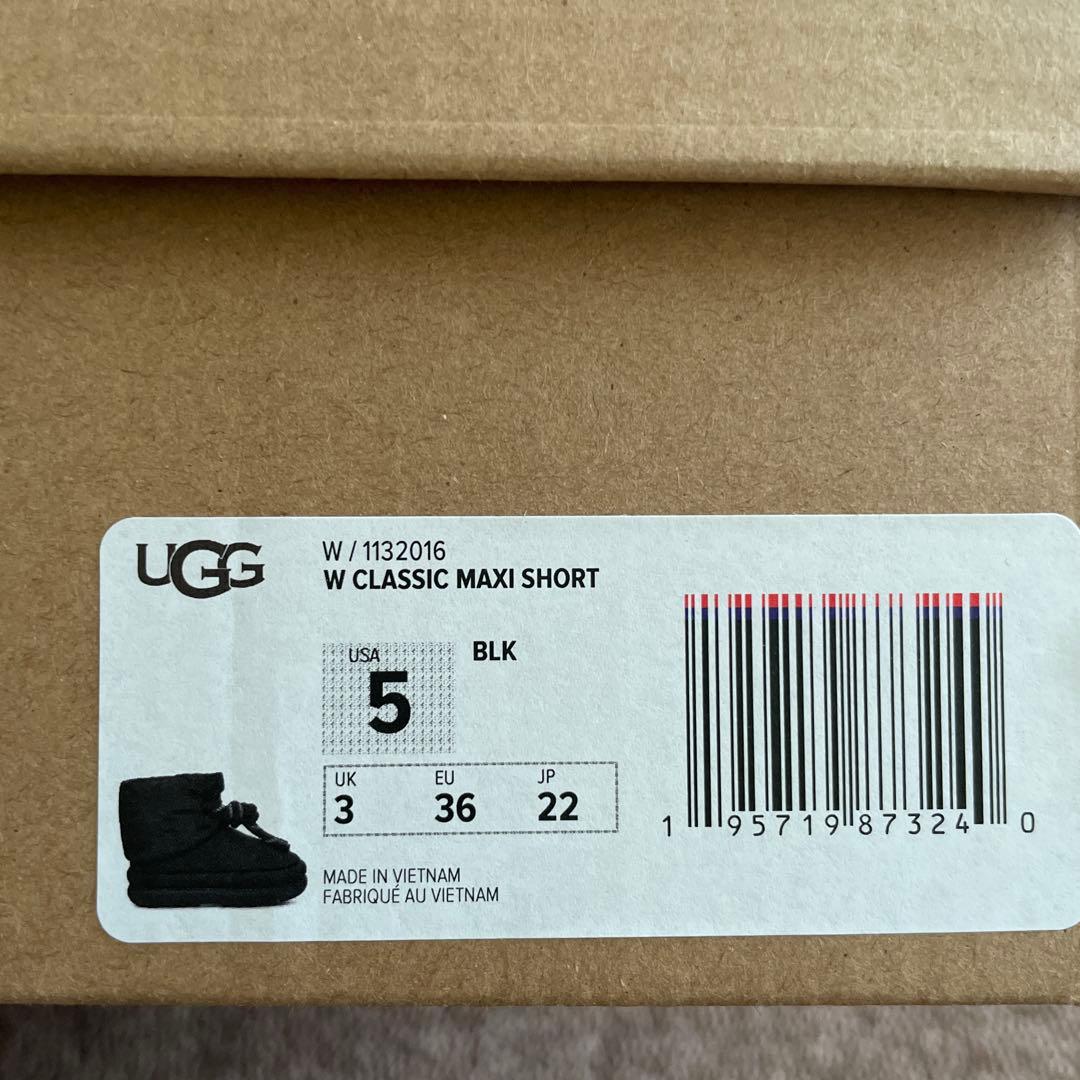 UGG
W / 1132016
W CLASSIC MAXI SHORT
USA
5
BLK
UK EU JP
3 36 22
MADE IN VIETNAM
FABRIQUÉ AU VIETNAM
1 95719 87324 0